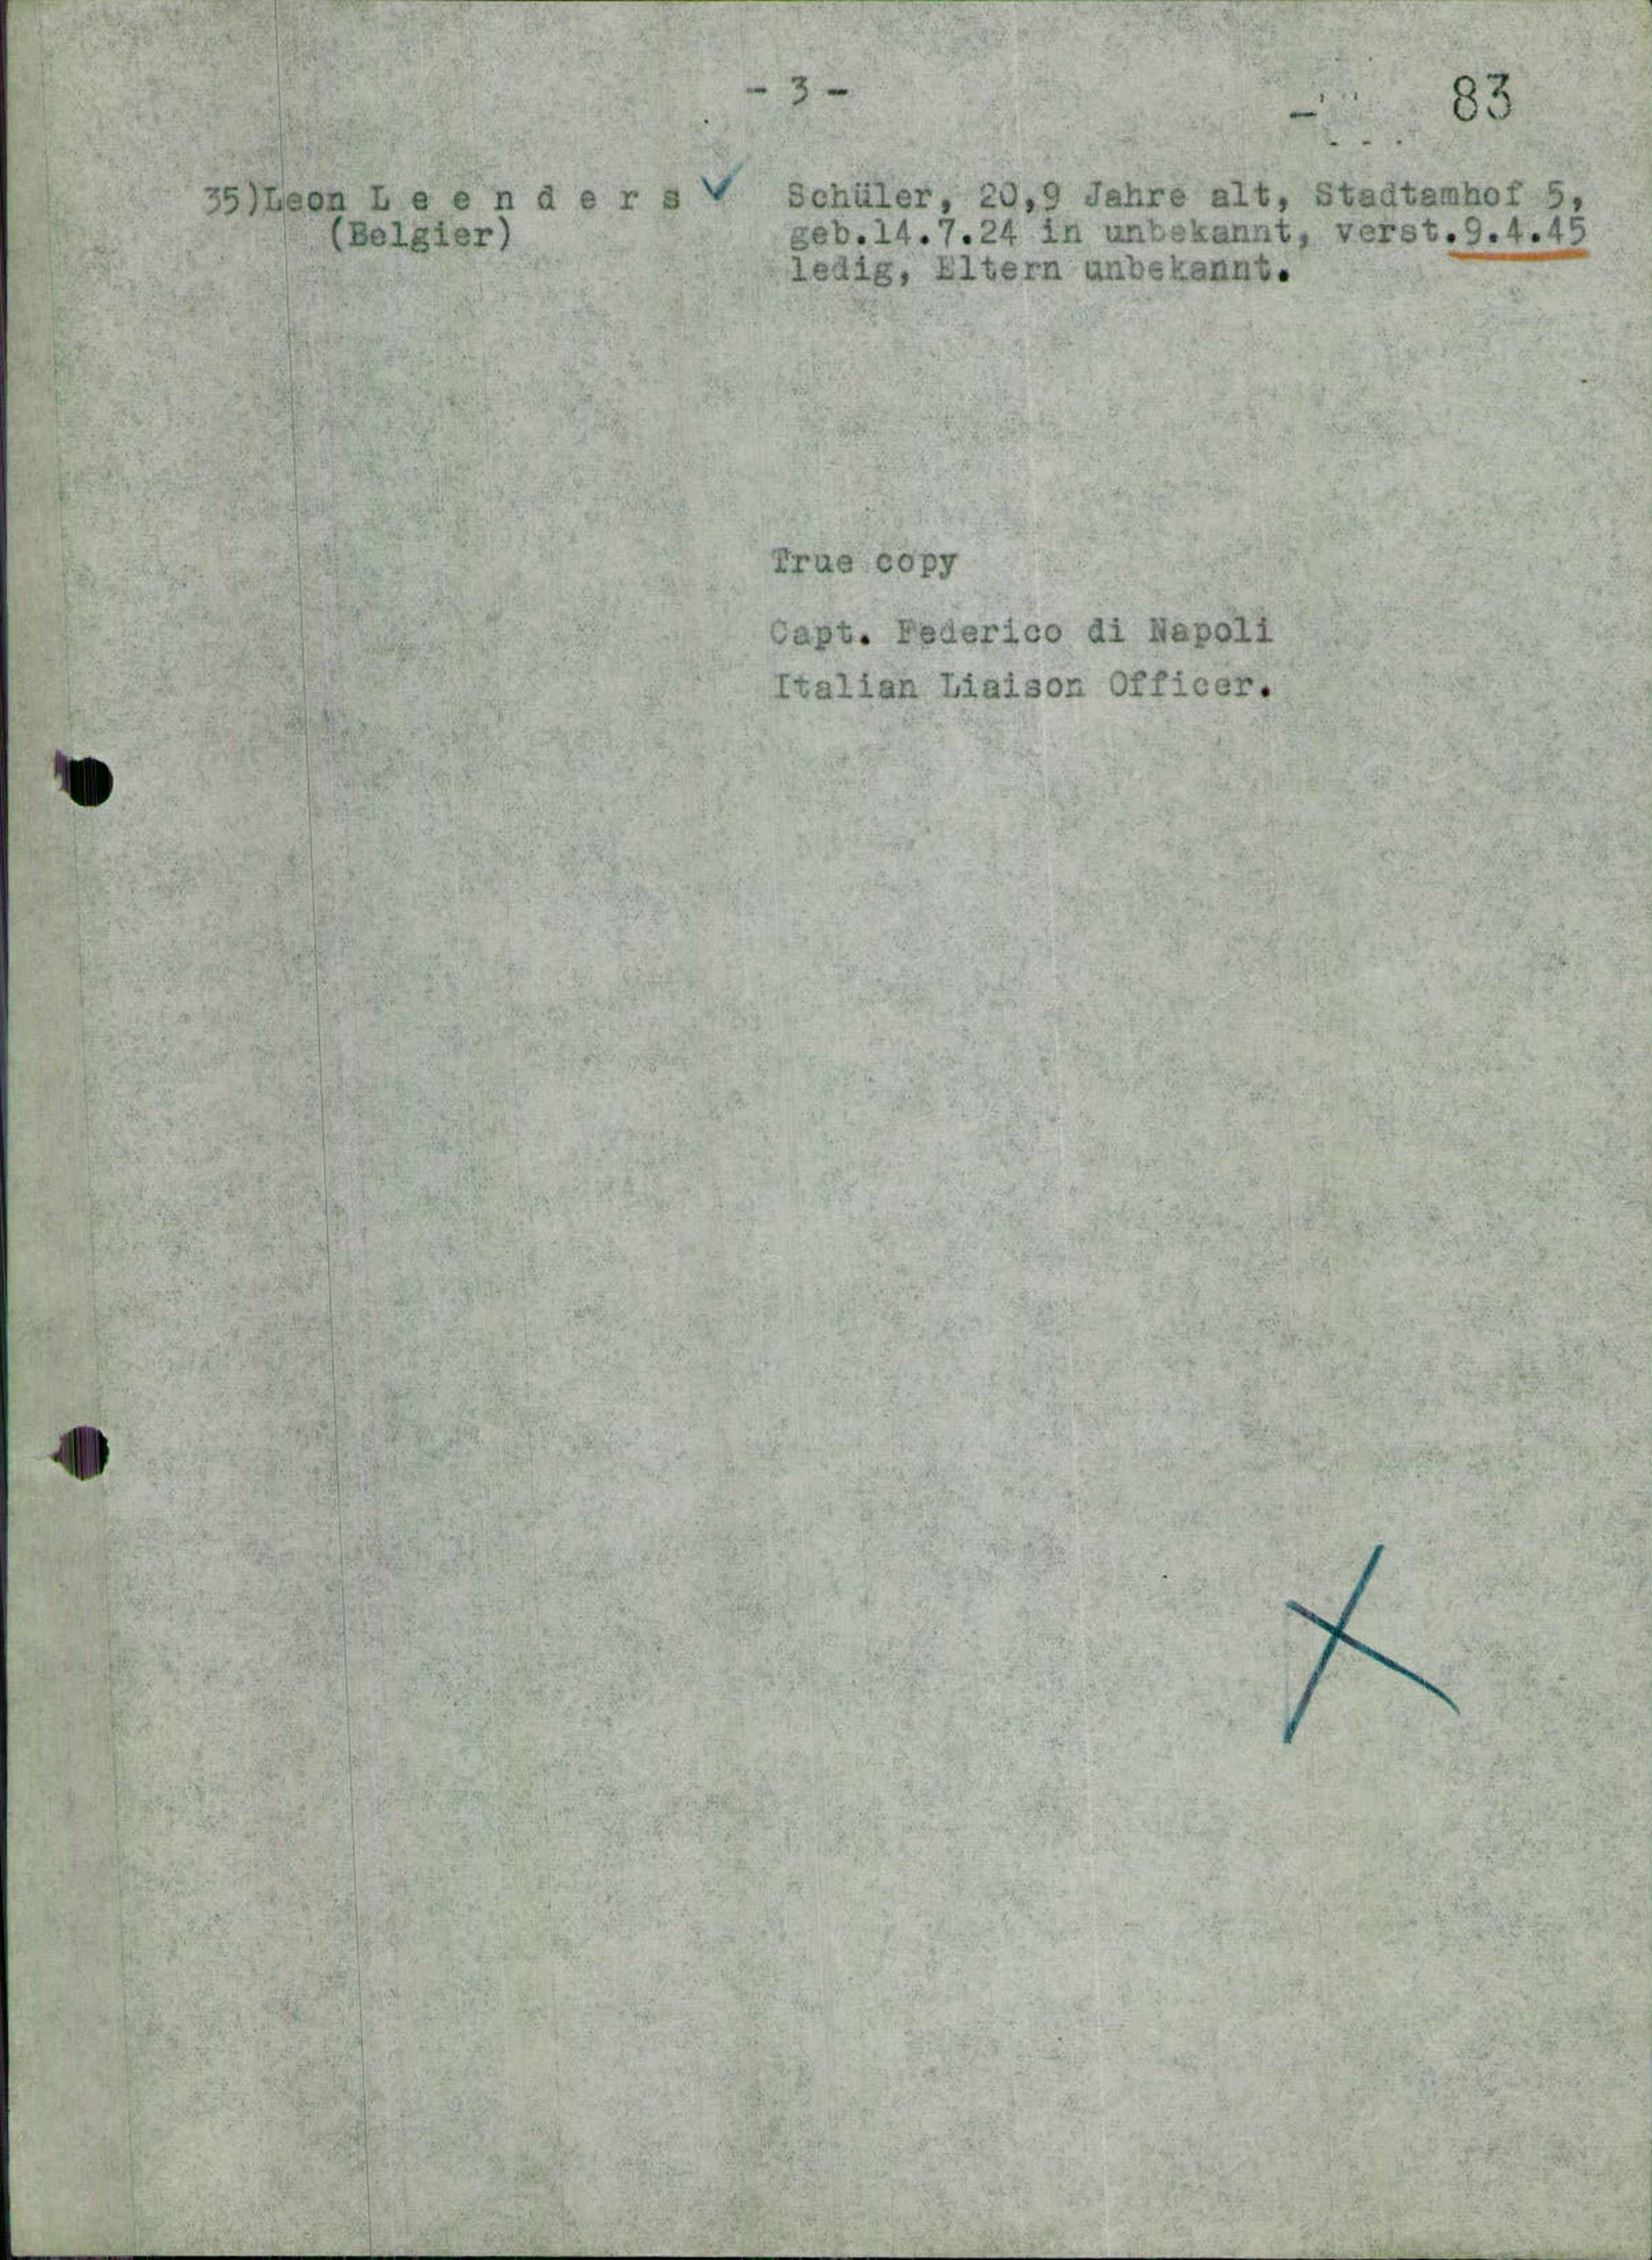 - 3 -
83
35)Leon L e e n d e r s ✓ Schüler, 20,9 Jahre alt, Stadtamhof 5,
(Belgier) geb.14.7.24 in unbekannt, verst.9.4.45
ledig, Eltern unbekannt.
True copy
Capt. Federico di Napoli
Italian Liaison Officer.